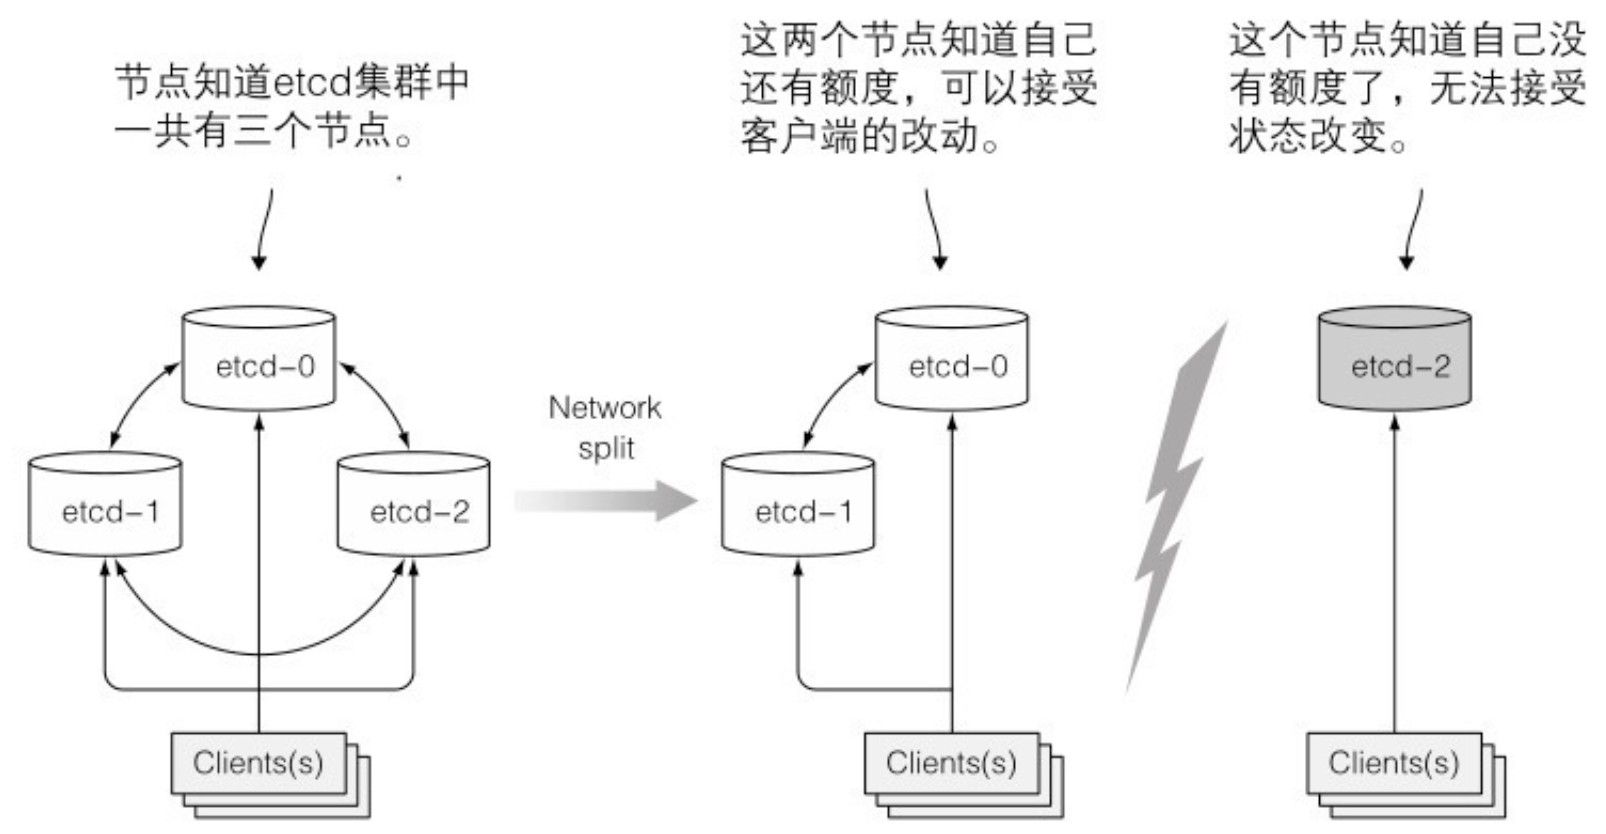 节点知道etcd集群中
一共有三个节点。
这两个节点知道自己
还有额度，可以接受
客户端的改动。
这个节点知道自己没
有额度了，无法接受
状态改变。
etcd-0
etcd-1
etcd-2
Clients(s)
Network
split
etcd-0
etcd-1
Clients(s)
etcd-2
Clients(s)